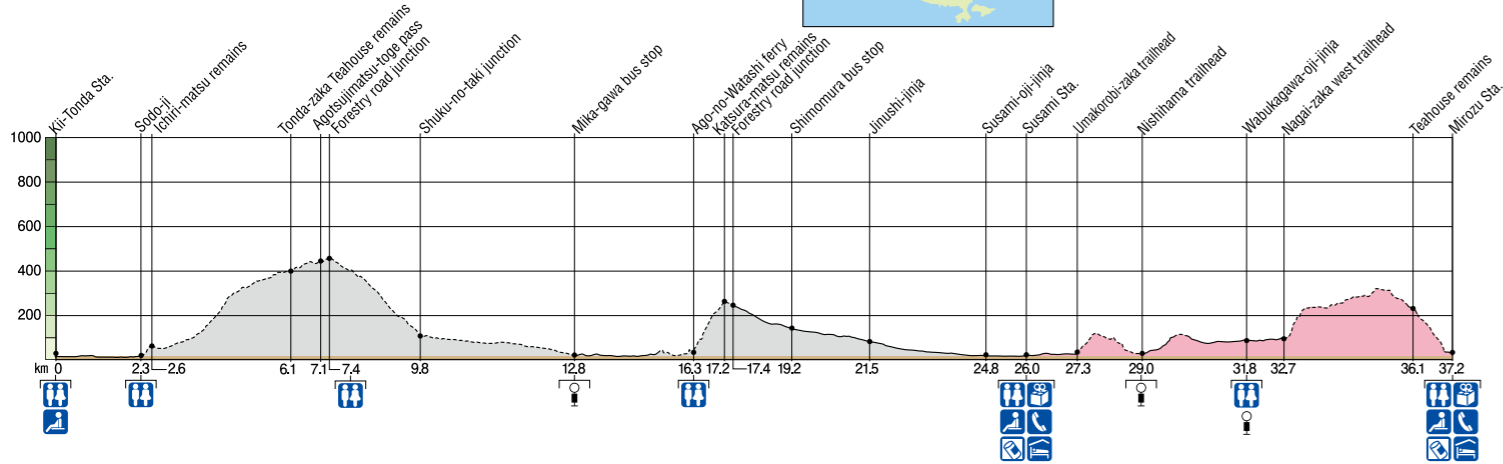 Kii-Tonda Sta.
Sodo-ji
Ichiri-matsu remains
Tonda-zaka Teahouse remains
Agotsujimatsu-toge pass
Forestry road junction
Shuku-no-taki junction
Mika-gawa bus stop
Ago-no-Watashi ferry
Katsura-matsu remains
Forestry road junction
Shimomura bus stop
Jinushi-jinja
Susami-oji-jinja
Susami Sta.
Umakorobi-zaka trailhead
Nishihama trailhead
Wabukagawa-oji-jinja
Nagai-zaka west trailhead
Teahouse remains
Mirozu Sta.
1000
800
600
400
200
km 0 2.3 2.6 6.1 7.1 7.4 9.8 12.8 16.3 17.2 17.4 19.2 21.5 24.8 26.0 27.3 29.0 31.8 32.7 36.1 37.2